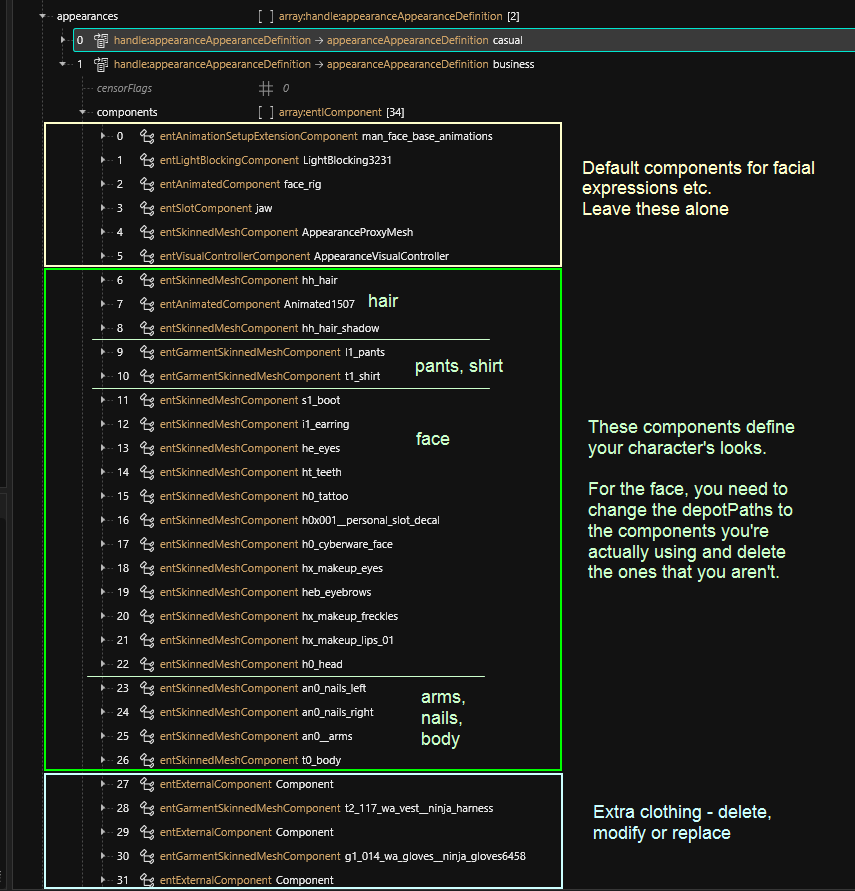 appearances [ ] array:handle:appearanceAppearanceDefinition [2]
0 handle:appearanceAppearanceDefinition → appearanceAppearanceDefinition casual
1 handle:appearanceAppearanceDefinition → appearanceAppearanceDefinition business
censorFlags 0
components [ ] array:entIComponent [34]
0 entAnimationSetupExtensionComponent man_face_base_animations
1 entLightBlockingComponent LightBlocking3231
2 entAnimatedComponent face_rig
3 entSlotComponent jaw
4 entSkinnedMeshComponent AppearanceProxyMesh
5 entVisualControllerComponent AppearanceVisualController
Default components for facial
expressions etc.
Leave these alone
6 entSkinnedMeshComponent hh_hair
7 entAnimatedComponent Animated1507
8 entSkinnedMeshComponent hh_hair_shadow
hair
9 entGarmentSkinnedMeshComponent l1_pants
10 entGarmentSkinnedMeshComponent t1_shirt
pants, shirt
11 entSkinnedMeshComponent s1_boot
12 entSkinnedMeshComponent i1_earring
13 entSkinnedMeshComponent he_eyes
14 entSkinnedMeshComponent ht_teeth
15 entSkinnedMeshComponent h0_tattoo
16 entSkinnedMeshComponent h0x001__personal_slot_decal
17 entSkinnedMeshComponent h0_cyberware_face
18 entSkinnedMeshComponent hx_makeup_eyes
19 entSkinnedMeshComponent heb_eyebrows
20 entSkinnedMeshComponent hx_makeup_freckles
21 entSkinnedMeshComponent hx_makeup_lips_01
22 entSkinnedMeshComponent h0_head
face
23 entSkinnedMeshComponent an0_nails_left
24 entSkinnedMeshComponent an0_nails_right
25 entSkinnedMeshComponent an0__arms
26 entSkinnedMeshComponent t0_body
arms,
nails,
body
These components define
your character's looks.
For the face, you need to
change the depotPaths to
the components you're
actually using and delete
the ones that you aren't.
27 entExternalComponent Component
28 entGarmentSkinnedMeshComponent t2_117_wa_vest__ninja_harness
29 entExternalComponent Component
30 entGarmentSkinnedMeshComponent g1_014_wa_gloves__ninja_gloves6458
31 entExternalComponent Component
Extra clothing - delete,
modify or replace